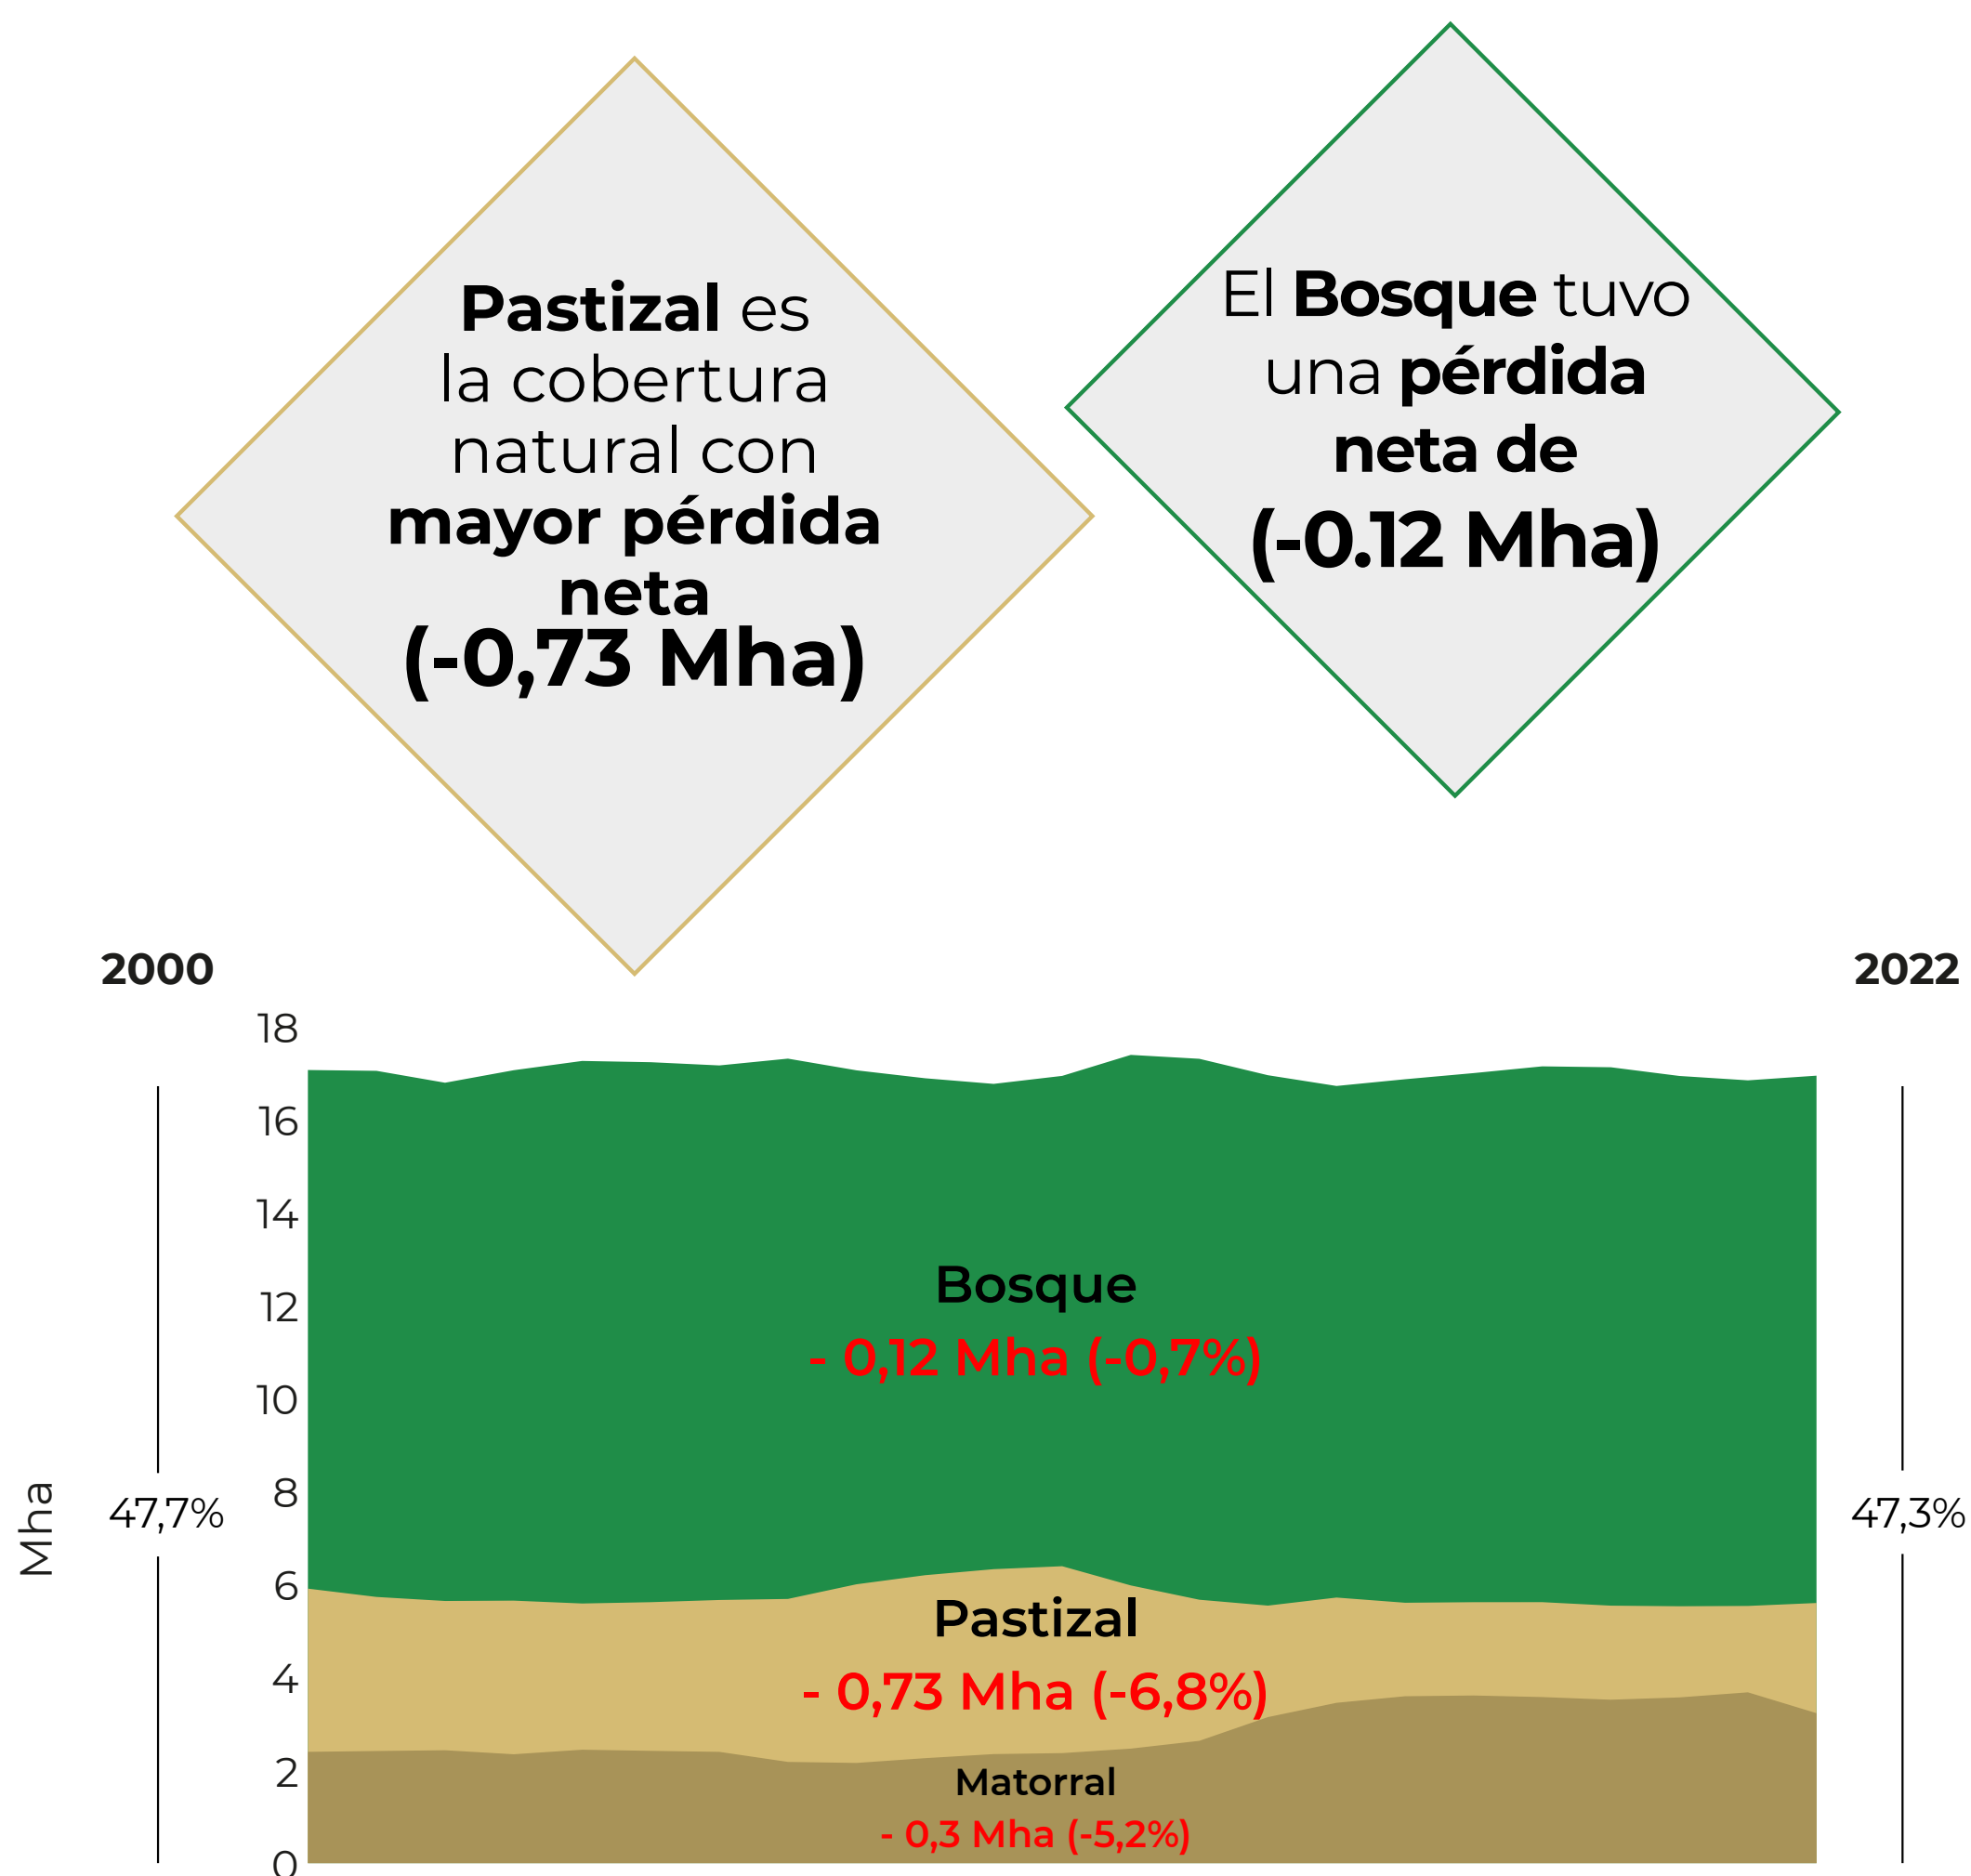 Pastizal es
la cobertura
natural con
mayor pérdida
neta
(-0,73 Mha)
El Bosque tuvo
una pérdida
neta de
(-0.12 Mha)
2000
2022
18
16
14
12
10
8
6
4
2
0
Mha
47,7%
47,3%
Bosque
- 0,12 Mha (-0,7%)
Pastizal
- 0,73 Mha (-6,8%)
Matorral
- 0,3 Mha (-5,2%)